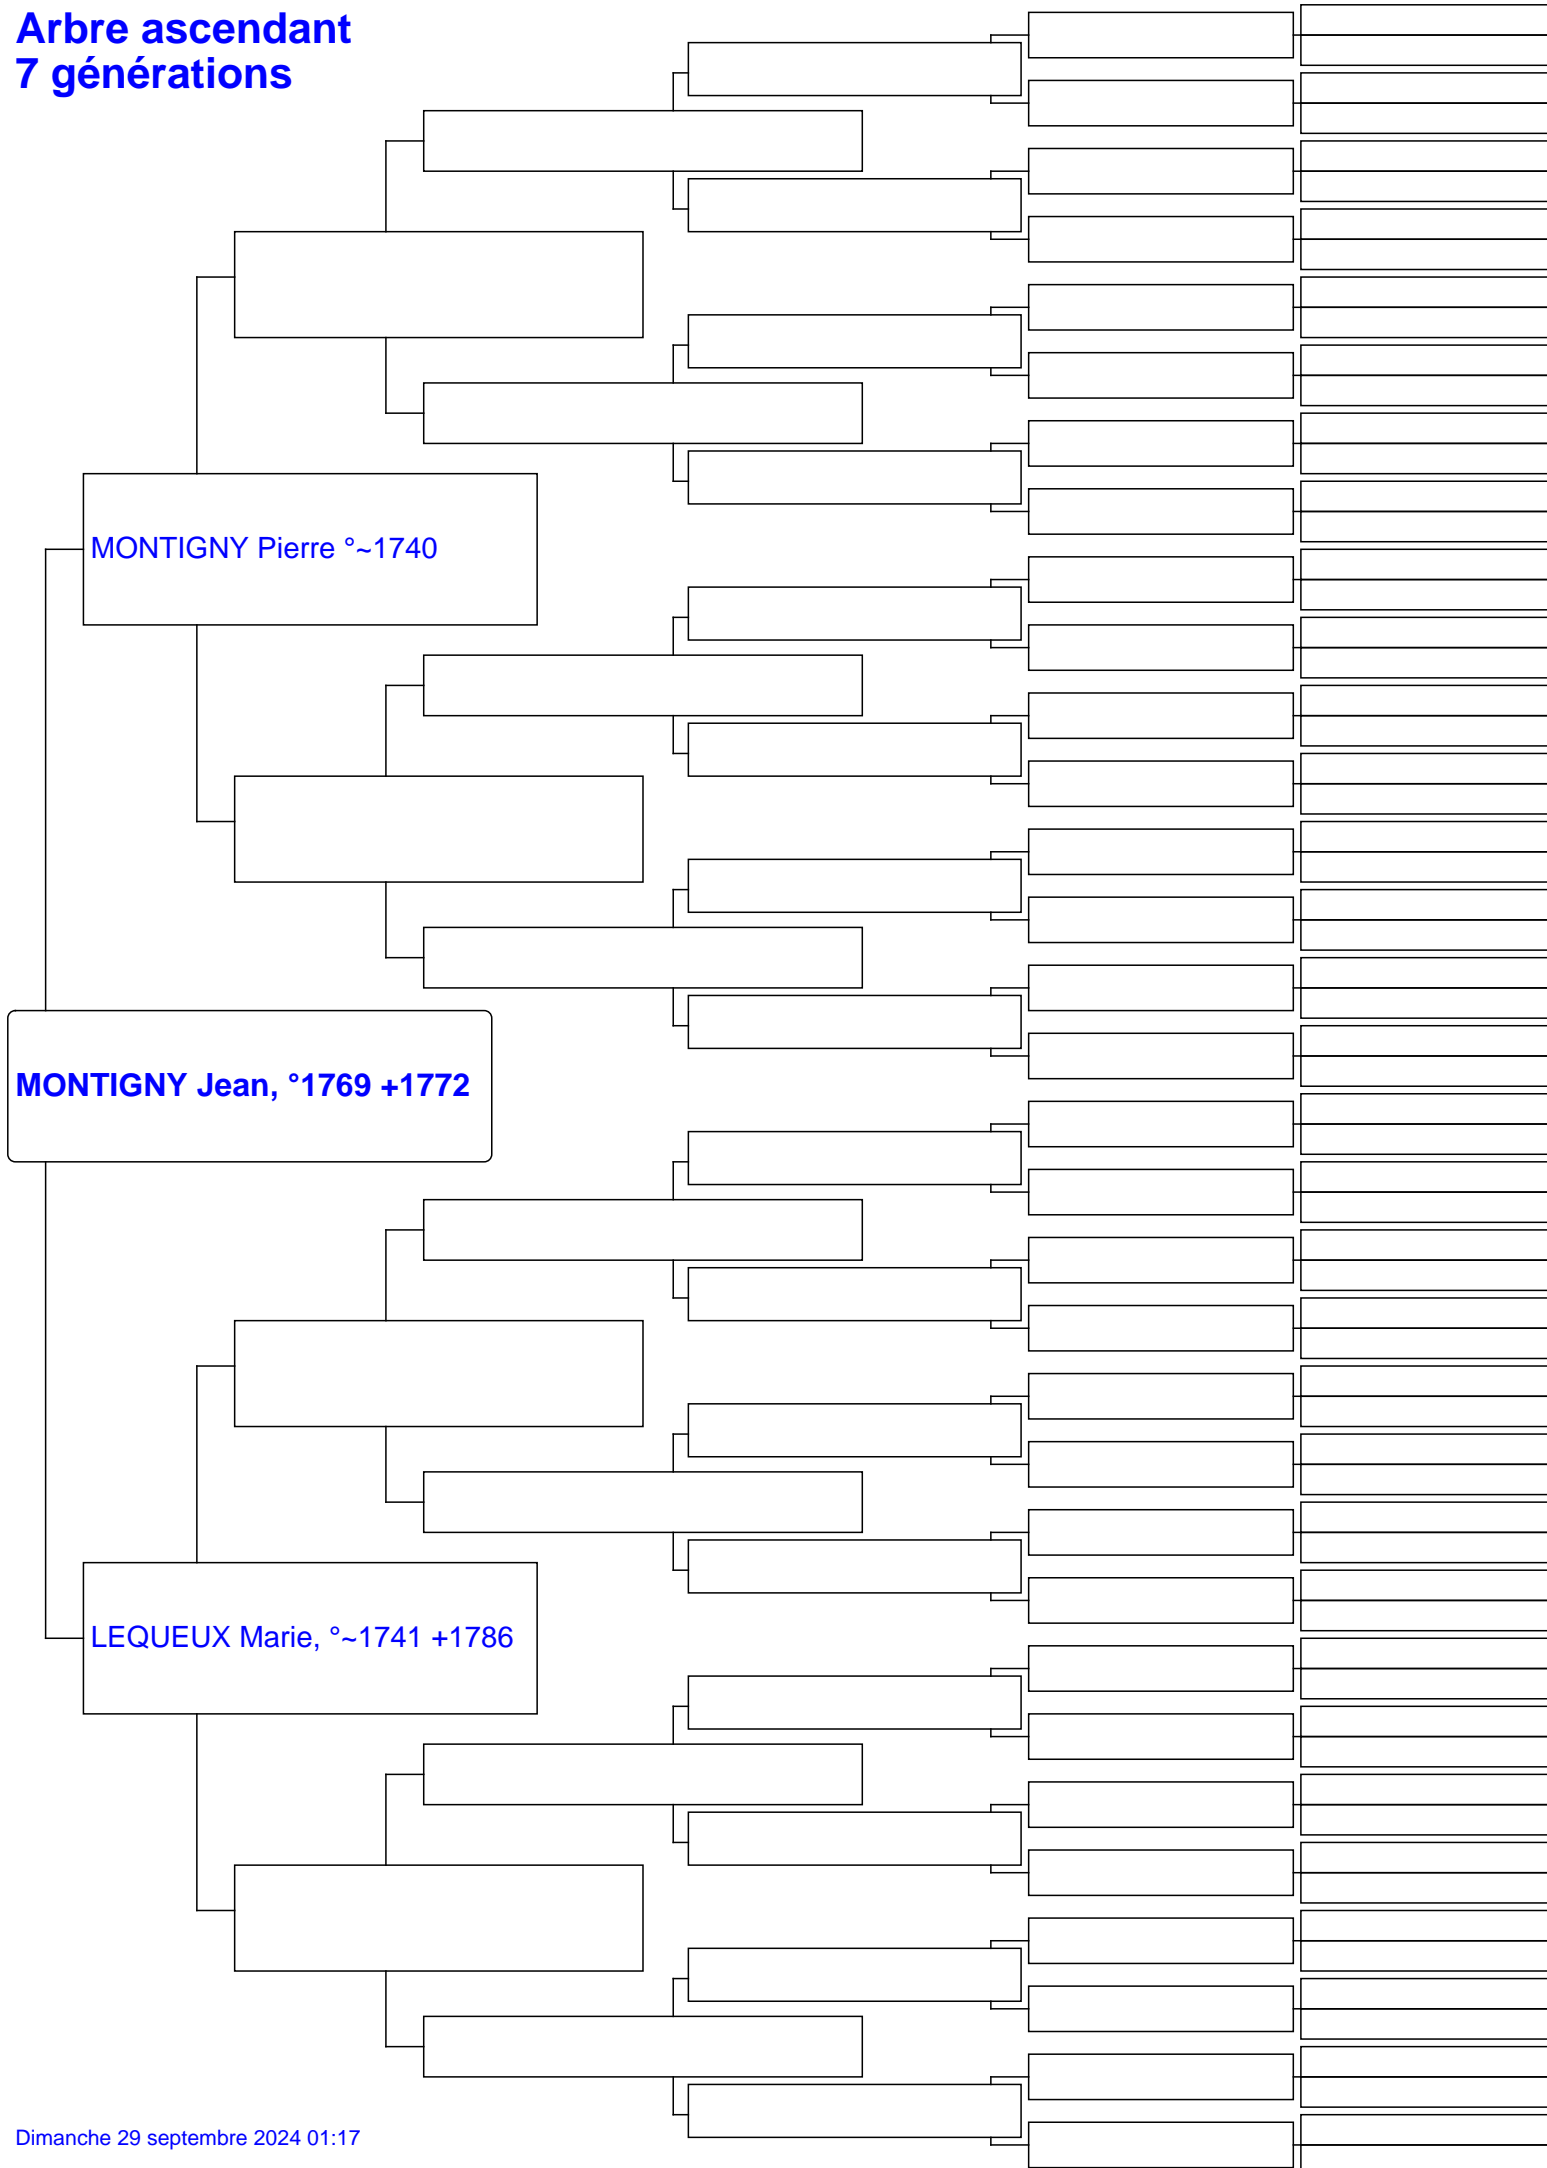 Arbre ascendant
7 générations
MONTIGNY Pierre °~1740
MONTIGNY Jean, °1769 +1772
LEQUEUX Marie, °~1741 +1786
Dimanche 29 septembre 2024 01:17